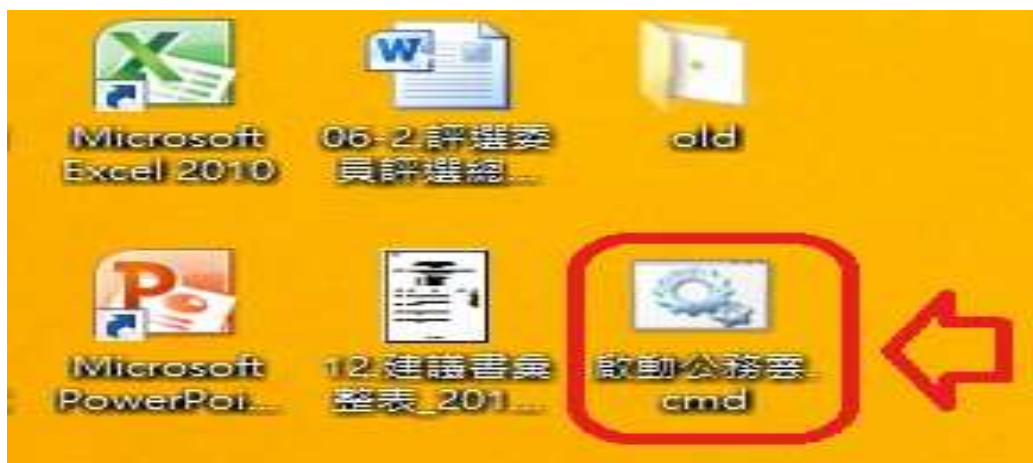 Microsoft
Excel 2010
06-2.評選委
員評選總...
old
Microsoft
PowerPoi...
12.建議書彙
整表_201...
啟動公務雲.
cmd